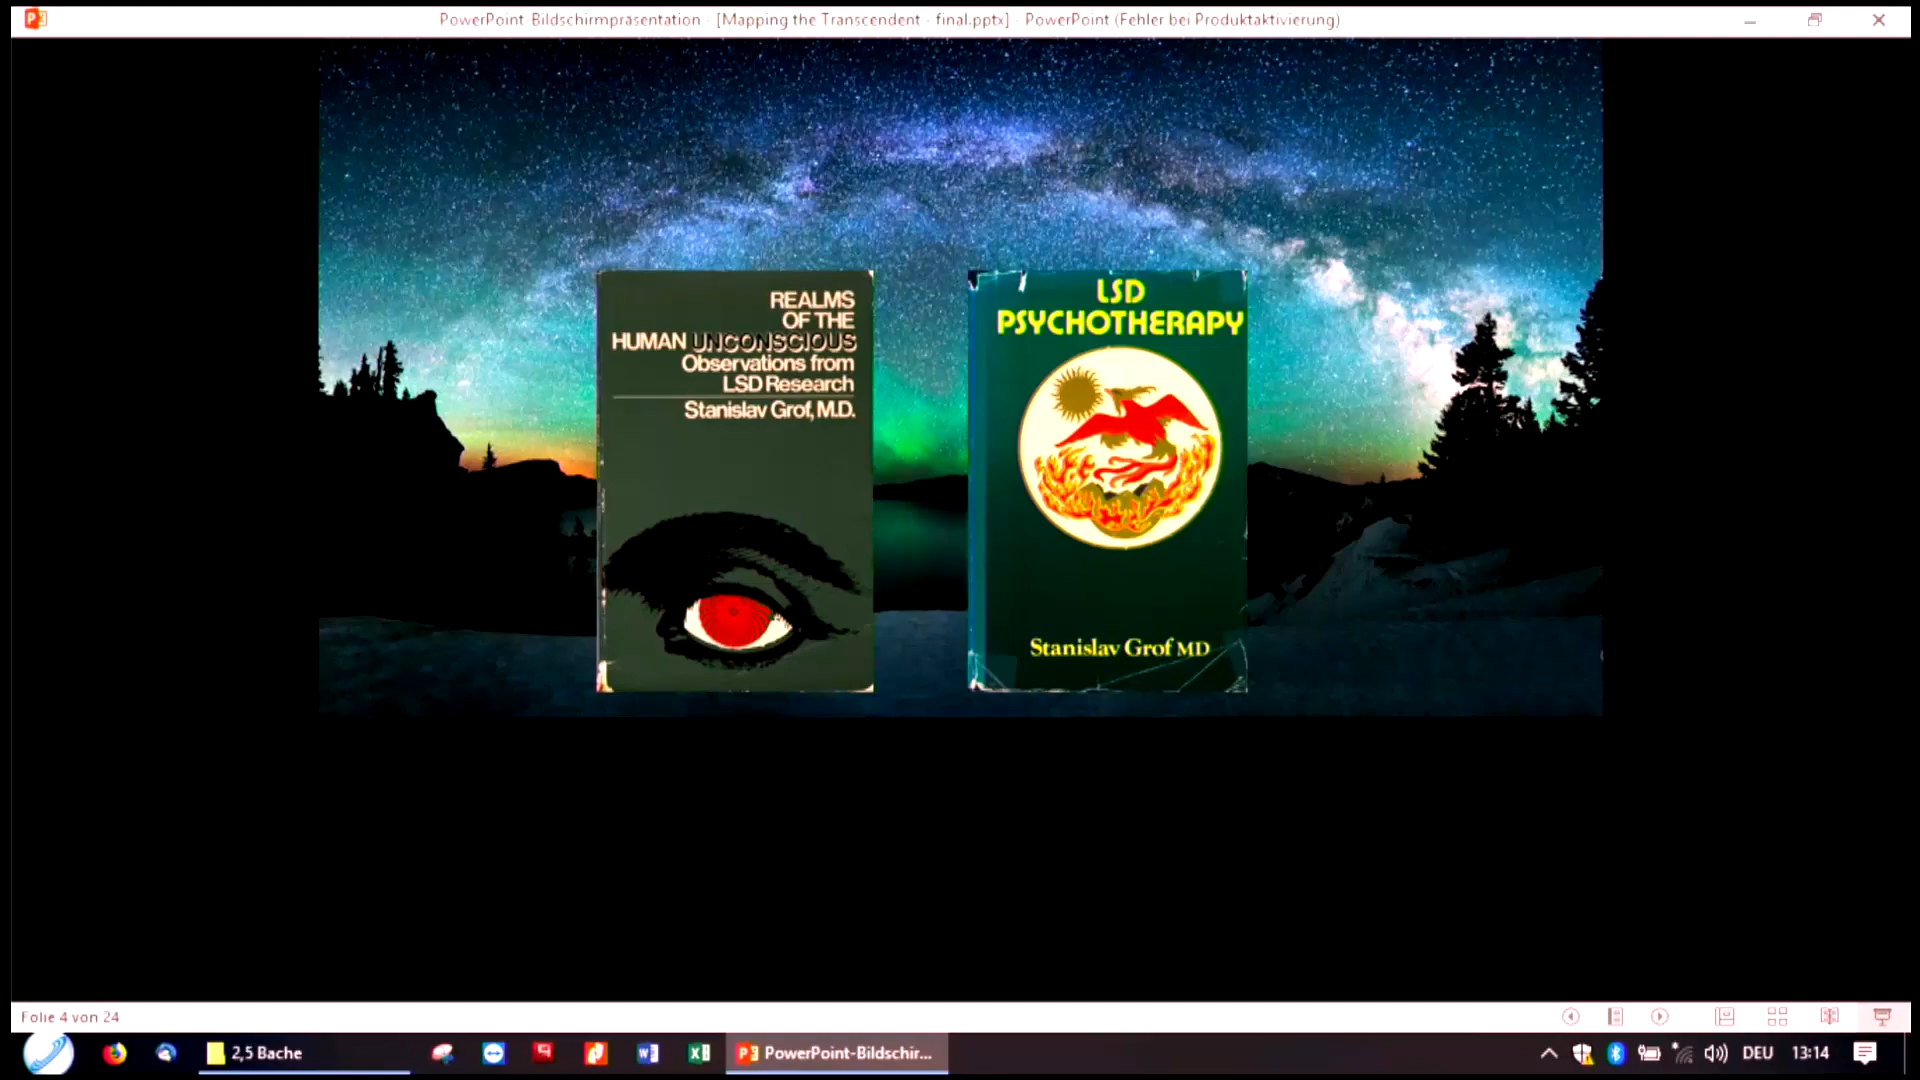 PowerPoint-Bildschirmpräsentation - [Mapping the Transcendent - final.pptx] - PowerPoint (Fehler bei Produktaktivierung)
REALMS
OF THE
HUMAN UNCONSCIOUS
Observations from
LSD Research
Stanislav Grof, M.D.
LSD
PSYCHOTHERAPY
Stanislav Grof MD
Folie 4 von 24
2,5 Bache
PowerPoint-Bildschir...
DEU
13:14